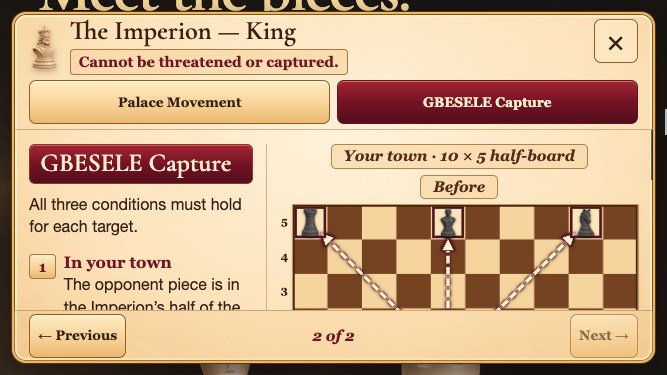 Meet the pieces.
The Imperion — King
Cannot be threatened or captured.
×
Palace Movement
GBESELE Capture
GBESELE Capture
All three conditions must hold
for each target.
1
In your town
The opponent piece is in
the Imperion’s half of the
Your town · 10 × 5 half-board
Before
5
4
3
← Previous
2 of 2
Next →